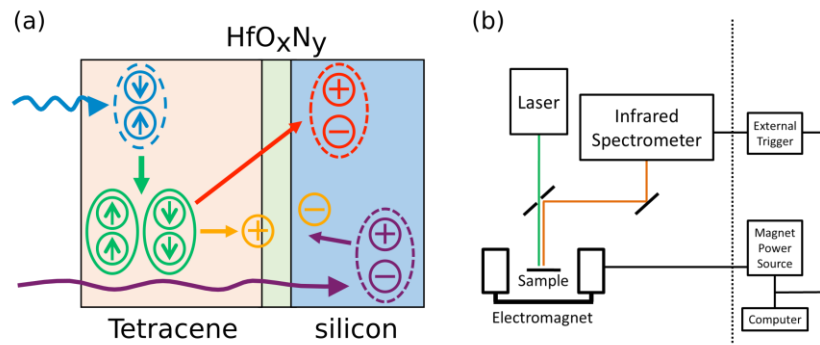 (a)
HfOxNy
Tetracene
silicon
(b)
Laser
Infrared
Spectrometer
External
Trigger
Magnet
Power
Source
Sample
Electromagnet
Computer